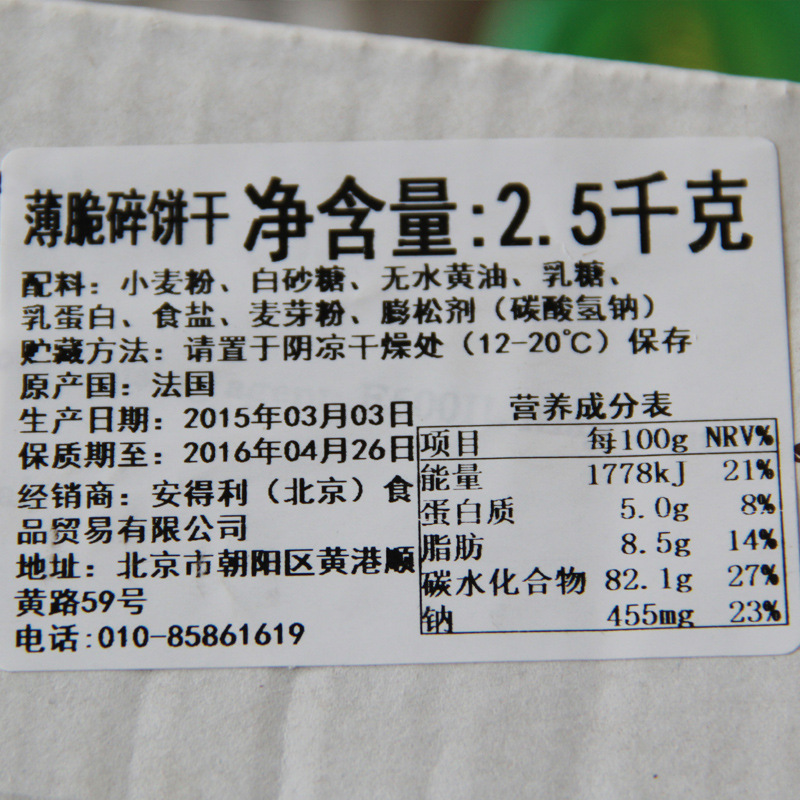 薄脆碎饼干 净含量:2.5千克
配料：小麦粉、白砂糖、无水黄油、乳糖、
乳蛋白、食盐、麦芽粉、膨松剂（碳酸氢钠）
贮藏方法：请置于阴凉干燥处（12-20℃）保存
原产国：法国
生产日期：2015年03月03日
保质期至：2016年04月26日
经销商：安得利（北京）食
品贸易有限公司
地址：北京市朝阳区黄港顺
黄路59号
电话:010-85861619
营养成分表
项目 每100g NRV%
能量 1778kJ 21%
蛋白质 5.0g 8%
脂肪 8.5g 14%
碳水化合物 82.1g 27%
钠 455mg 23%